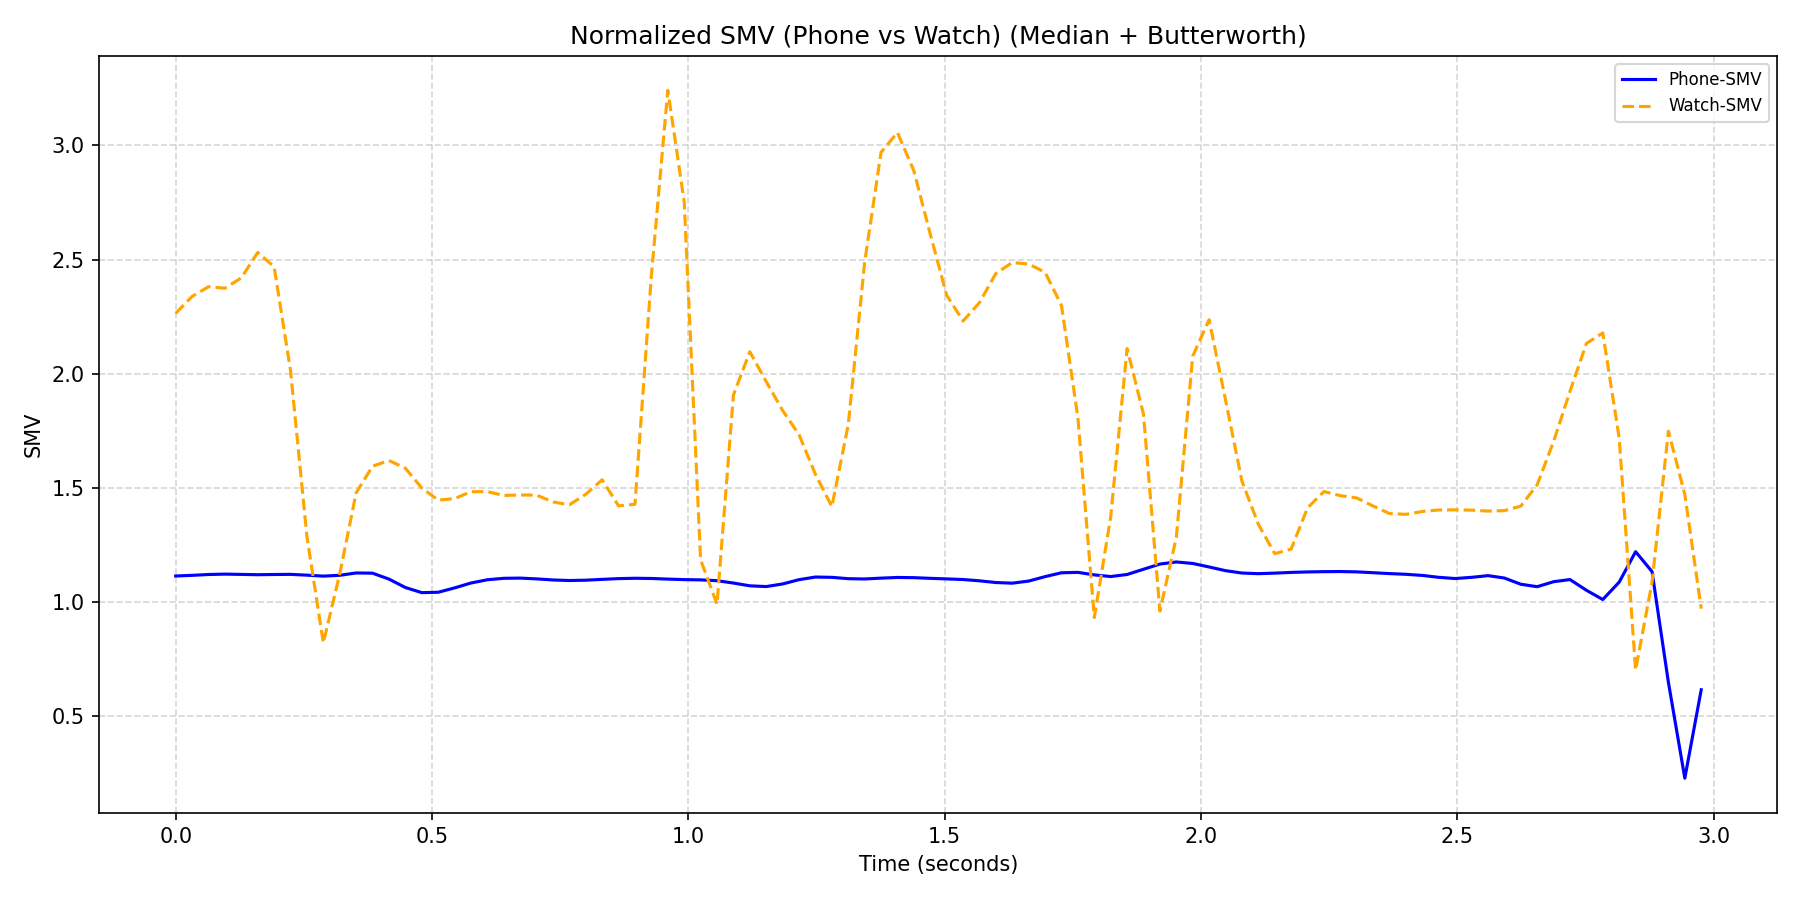 Normalized SMV (Phone vs Watch) (Median + Butterworth)
Phone-SMV
Watch-SMV
3.0
2.5
2.0
1.5
1.0
0.5
SMV
0.0 0.5 1.0 1.5 2.0 2.5 3.0
Time (seconds)